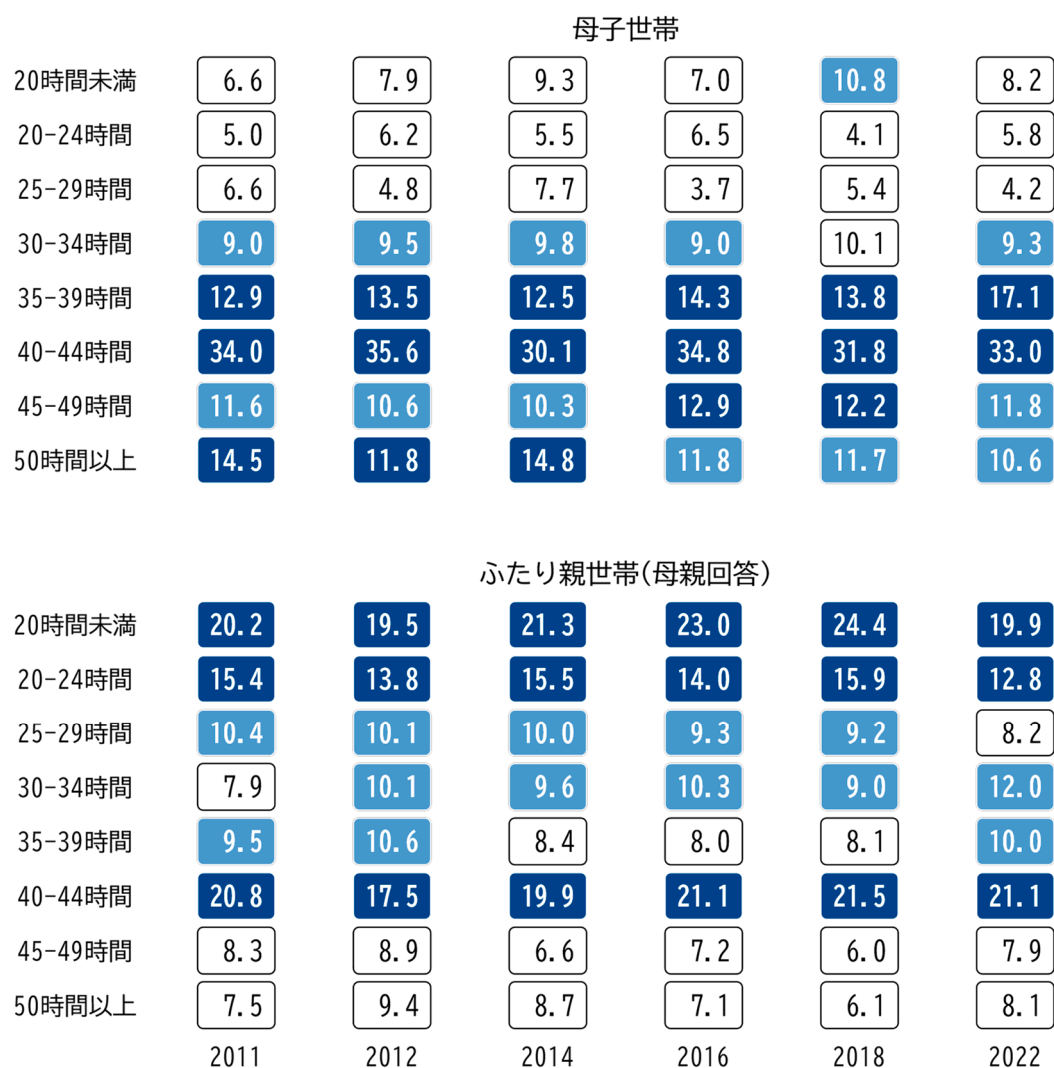 母子世帯
20時間未満 6.6 7.9 9.3 7.0 10.8 8.2
20-24時間 5.0 6.2 5.5 6.5 4.1 5.8
25-29時間 6.6 4.8 7.7 3.7 5.4 4.2
30-34時間 9.0 9.5 9.8 9.0 10.1 9.3
35-39時間 12.9 13.5 12.5 14.3 13.8 17.1
40-44時間 34.0 35.6 30.1 34.8 31.8 33.0
45-49時間 11.6 10.6 10.3 12.9 12.2 11.8
50時間以上 14.5 11.8 14.8 11.8 11.7 10.6
ふたり親世帯(母親回答)
20時間未満 20.2 19.5 21.3 23.0 24.4 19.9
20-24時間 15.4 13.8 15.5 14.0 15.9 12.8
25-29時間 10.4 10.1 10.0 9.3 9.2 8.2
30-34時間 7.9 10.1 9.6 10.3 9.0 12.0
35-39時間 9.5 10.6 8.4 8.0 8.1 10.0
40-44時間 20.8 17.5 19.9 21.1 21.5 21.1
45-49時間 8.3 8.9 6.6 7.2 6.0 7.9
50時間以上 7.5 9.4 8.7 7.1 6.1 8.1
2011 2012 2014 2016 2018 2022